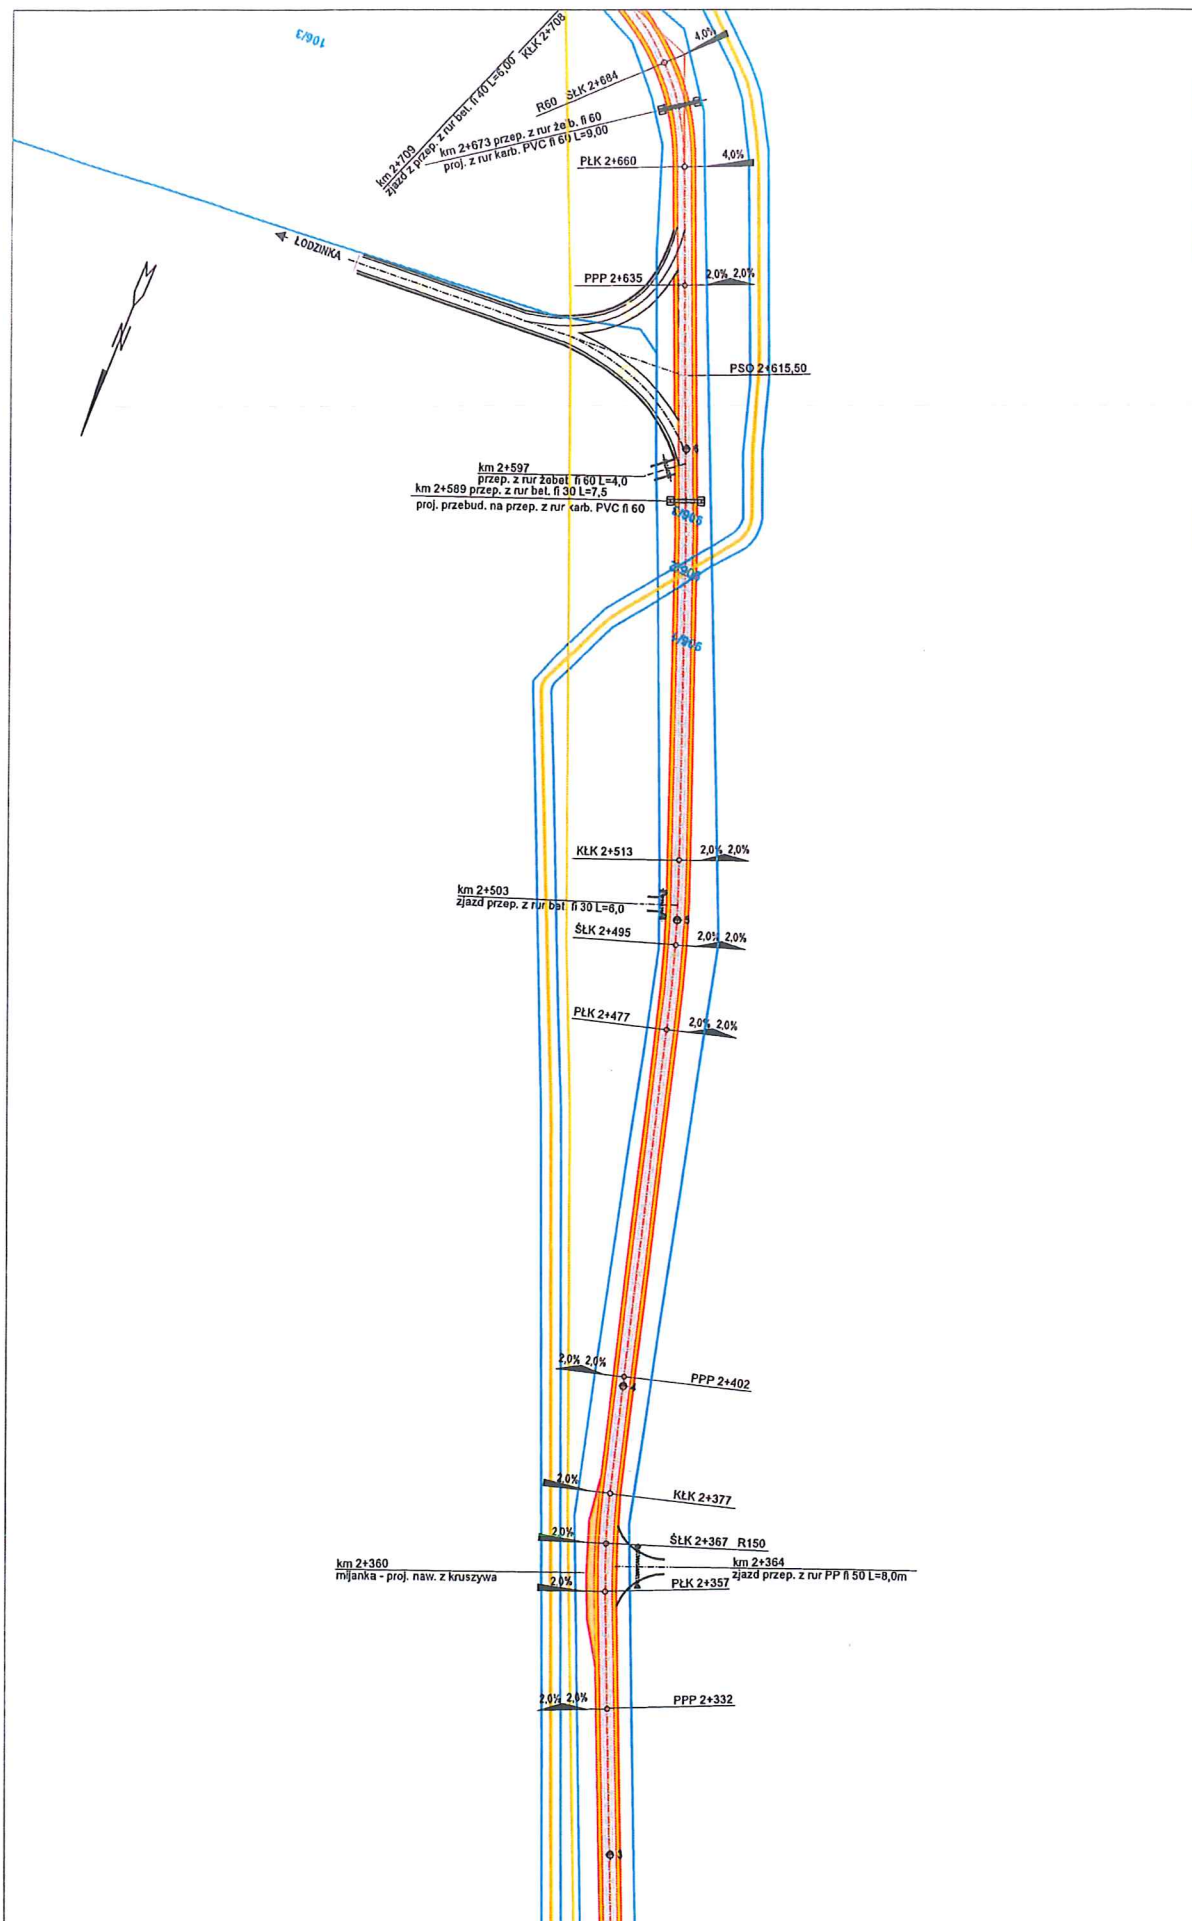 106/3
km 2+709
zjazd z przep. z rur bet. fi 40 L=6,00
KŁK 2+708
4,0%
R60 ŚŁK 2+684
km 2+673 przep. z rur żelb. fi 60
proj. z rur karb. PVC fi 60 L=9,00
PŁK 2+660
4,0%
ŁODZINKA
N
PPP 2+635
2,0% 2,0%
PSO 2+615,50
km 2+597
przep. z rur żobet. fi 60 L=4,0
km 2+589 przep. z rur bet. fi 30 L=7,5
proj. przebud. na przep. z rur karb. PVC fi 60
KŁK 2+513
2,0% 2,0%
km 2+503
zjazd przep. z rur bet. fi 30 L=6,0
5
ŚŁK 2+495
2,0% 2,0%
PŁK 2+477
2,0% 2,0%
2,0% 2,0%
PPP 2+402
4
2,0%
KŁK 2+377
2,0%
ŚŁK 2+367 R150
km 2+360
mijanka - proj. naw. z kruszywa
km 2+364
zjazd przep. z rur PP fi 50 L=8,0m
2,0%
PŁK 2+357
2,0% 2,0%
PPP 2+332
3